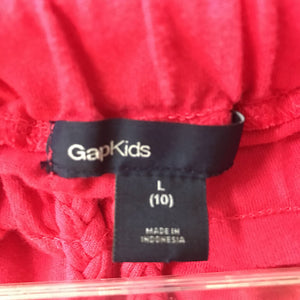 GapKids
L
(10)
MADE IN
INDONESIA